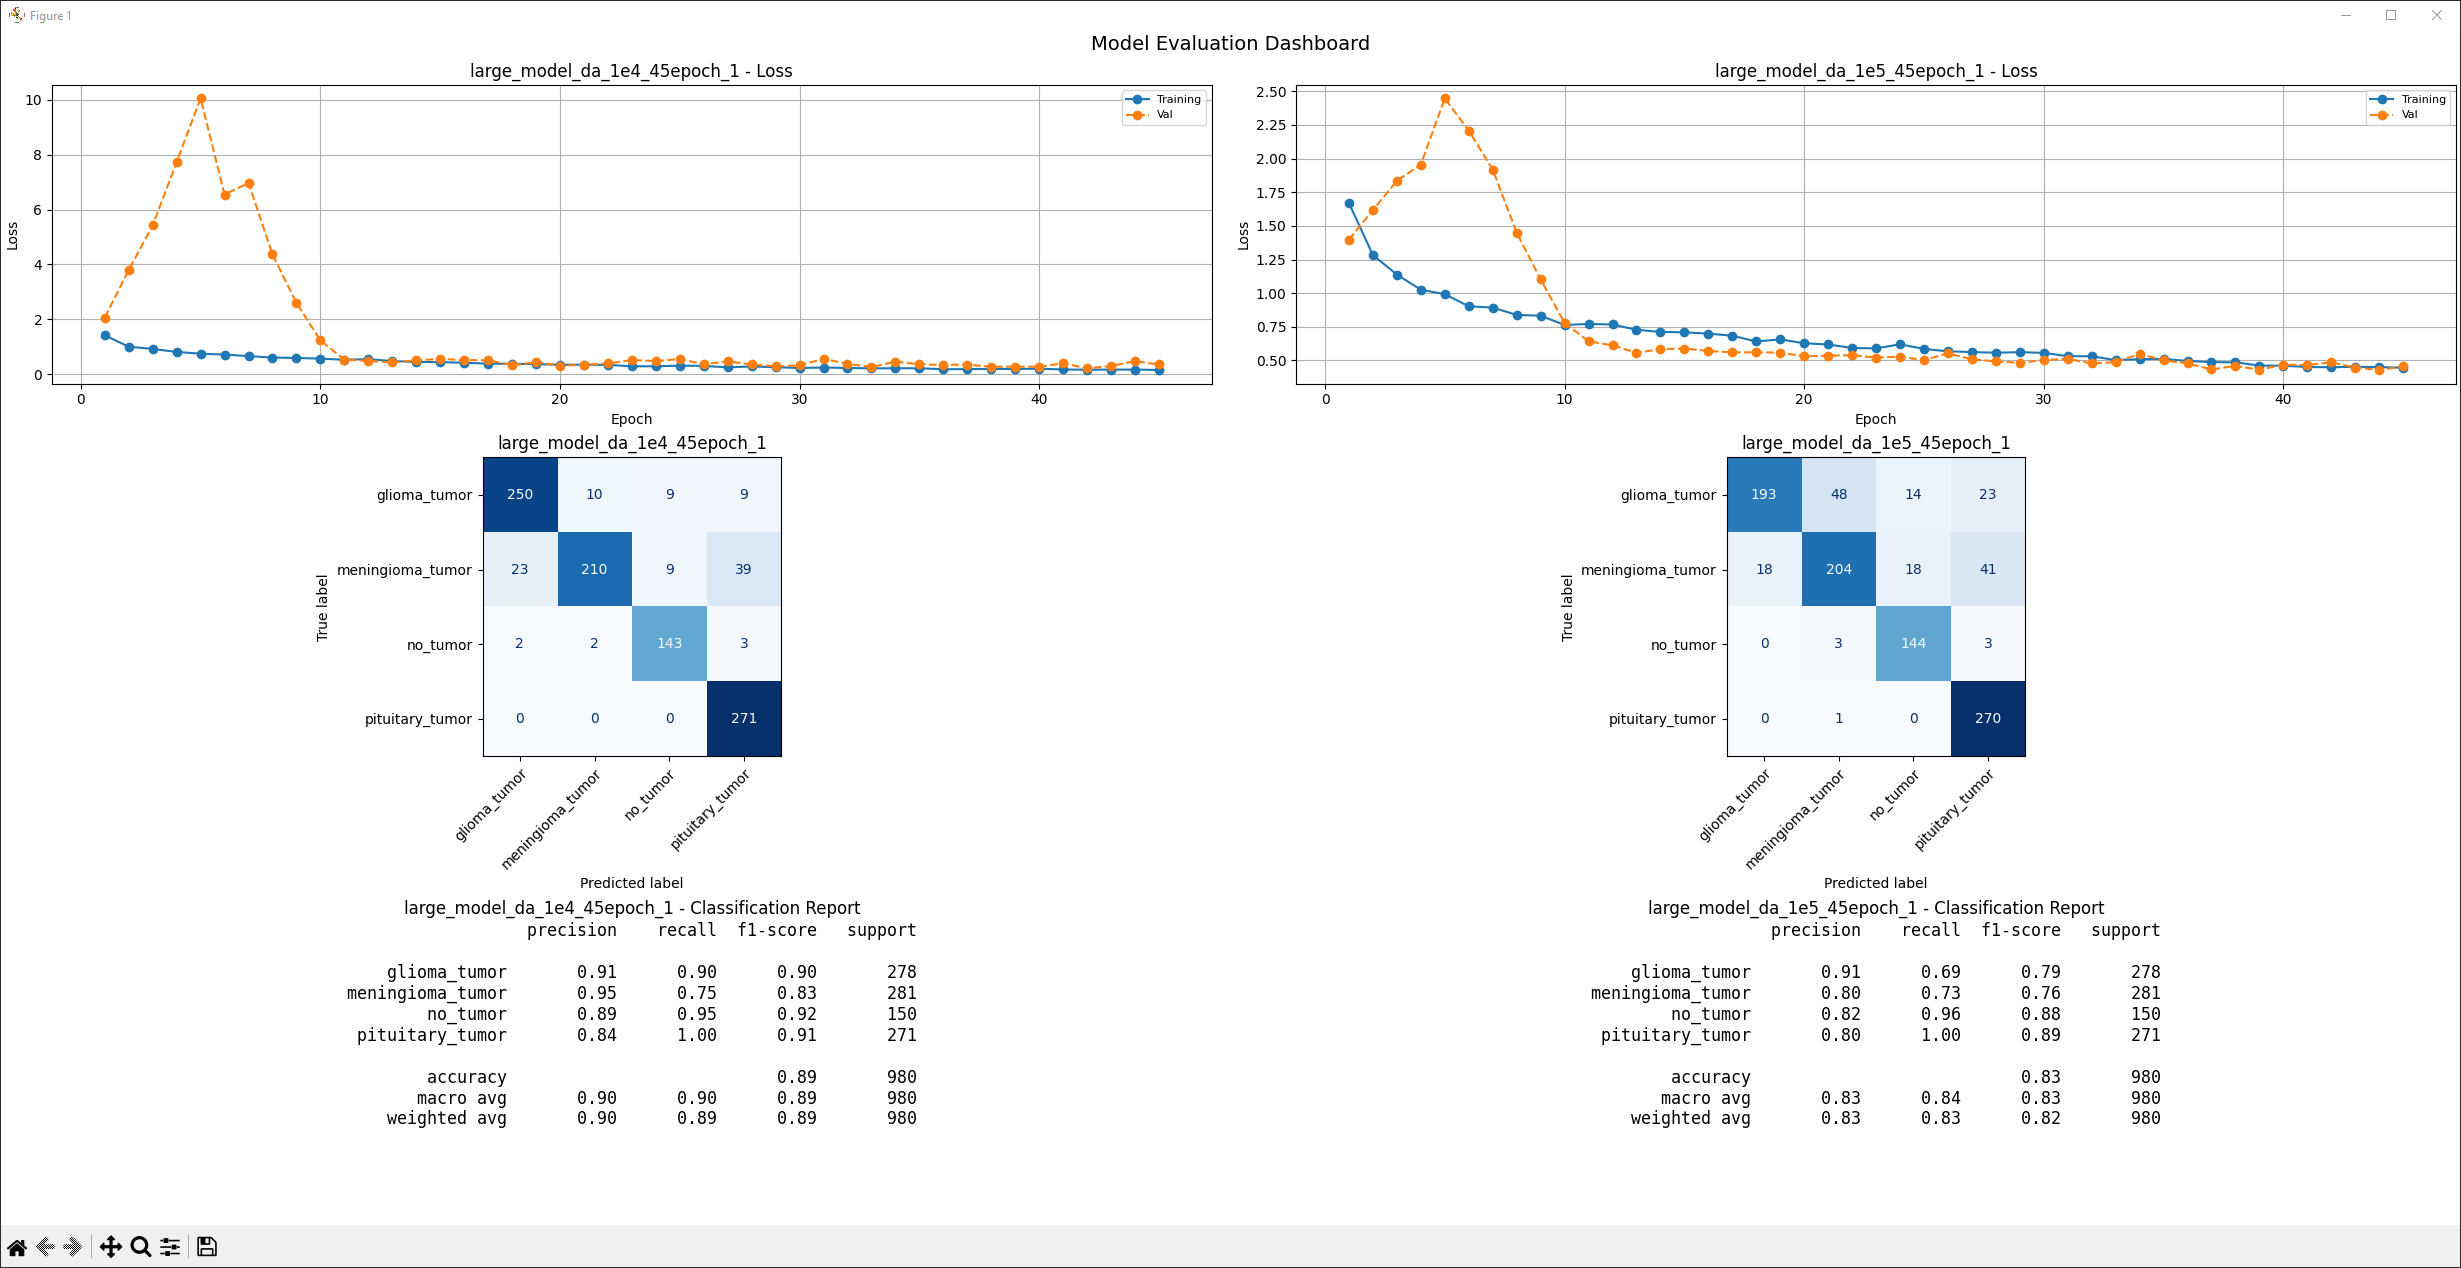 Figure 1
Model Evaluation Dashboard
large_model_da_1e4_45epoch_1 - Loss
Loss
10
8
6
4
2
0
0 10 20 30 40
Epoch
Training
Val
large_model_da_1e5_45epoch_1 - Loss
Loss
2.50
2.25
2.00
1.75
1.50
1.25
1.00
0.75
0.50
0 10 20 30 40
Epoch
Training
Val
large_model_da_1e4_45epoch_1
True label
glioma_tumor 250 10 9 9
meningioma_tumor 23 210 9 39
no_tumor 2 2 143 3
pituitary_tumor 0 0 0 271
glioma_tumor meningioma_tumor no_tumor pituitary_tumor
Predicted label
large_model_da_1e5_45epoch_1
True label
glioma_tumor 193 48 14 23
meningioma_tumor 18 204 18 41
no_tumor 0 3 144 3
pituitary_tumor 0 1 0 270
glioma_tumor meningioma_tumor no_tumor pituitary_tumor
Predicted label
large_model_da_1e4_45epoch_1 - Classification Report
precision recall f1-score support
glioma_tumor 0.91 0.90 0.90 278
meningioma_tumor 0.95 0.75 0.83 281
no_tumor 0.89 0.95 0.92 150
pituitary_tumor 0.84 1.00 0.91 271
accuracy 0.89 980
macro avg 0.90 0.90 0.89 980
weighted avg 0.90 0.89 0.89 980
large_model_da_1e5_45epoch_1 - Classification Report
precision recall f1-score support
glioma_tumor 0.91 0.69 0.79 278
meningioma_tumor 0.80 0.73 0.76 281
no_tumor 0.82 0.96 0.88 150
pituitary_tumor 0.80 1.00 0.89 271
accuracy 0.83 980
macro avg 0.83 0.84 0.83 980
weighted avg 0.83 0.83 0.82 980